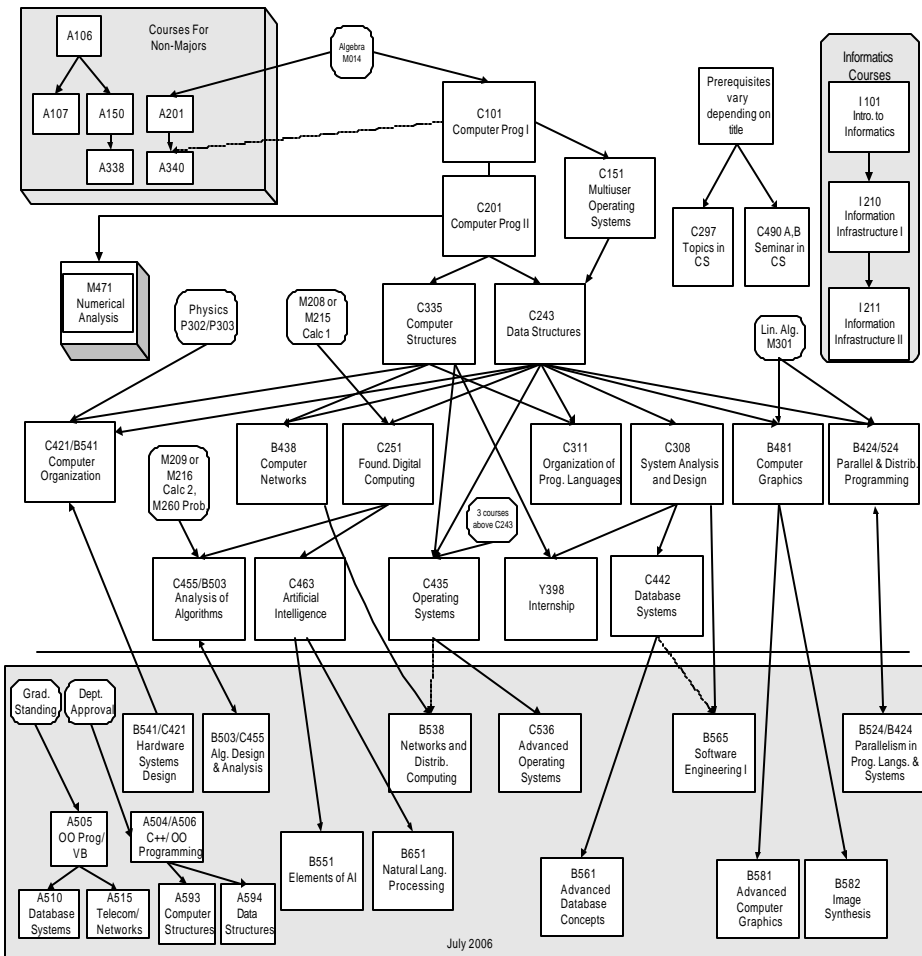 A106
Courses For
Non-Majors
A107
A150
A201
A338
A340
Algebra
M014
C101
Computer Prog I
C201
Computer Prog II
C151
Multiuser
Operating
Systems
Prerequisites
vary
depending on
title
C297
Topics in
CS
C490 A,B
Seminar in
CS
Informatics
Courses
I 101
Intro. to
Informatics
I 210
Information
Infrastructure I
I 211
Information
Infrastructure II
M471
Numerical
Analysis
Physics
P302/P303
M208 or
M215
Calc 1
C335
Computer
Structures
C243
Data Structures
Lin. Alg.
M301
C421/B541
Computer
Organization
M209 or
M216
Calc 2,
M260 Prob.
B438
Computer
Networks
C251
Found. Digital
Computing
3 courses
above C243
C311
Organization of
Prog. Languages
C308
System Analysis
and Design
B481
Computer
Graphics
B424/524
Parallel & Distrib.
Programming
C455/B503
Analysis of
Algorithms
C463
Artificial
Intelligence
C435
Operating
Systems
Y398
Internship
C442
Database
Systems
Grad.
Standing
Dept.
Approval
B541/C421
Hardware
Systems
Design
B503/C455
Alg. Design
& Analysis
B538
Networks and
Distrib.
Computing
C536
Advanced
Operating
Systems
B565
Software
Engineering I
B524/B424
Parallelism in
Prog. Langs. &
Systems
A505
OO Prog/
VB
A504/A506
C++/ OO
Programming
A510
Database
Systems
A515
Telecom/
Networks
A593
Computer
Structures
A594
Data
Structures
B551
Elements of AI
B651
Natural Lang.
Processing
B561
Advanced
Database
Concepts
B581
Advanced
Computer
Graphics
B582
Image
Synthesis
July 2006